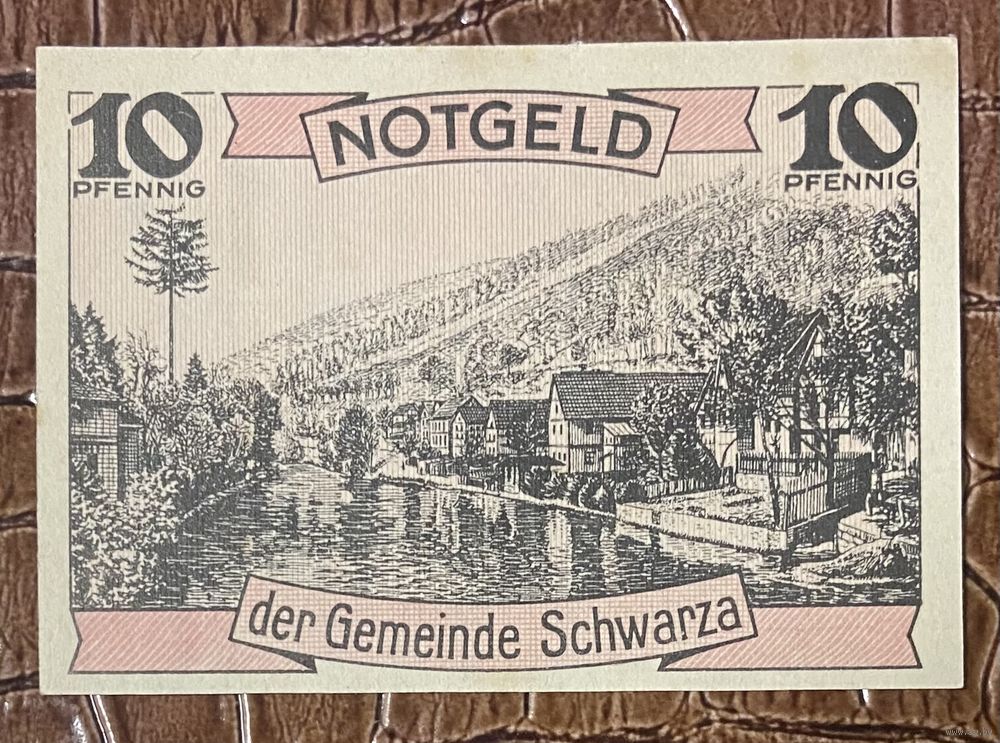 10 NOTGELD 10
PFENNIG PFENNIG
der Gemeinde Schwarza